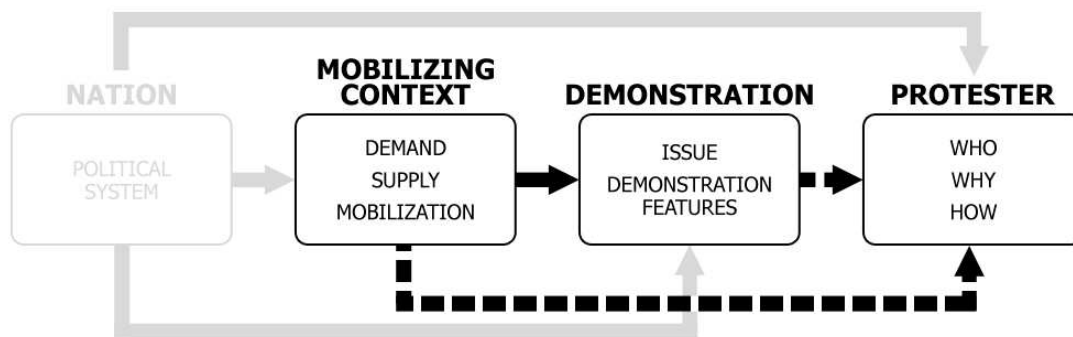 NATION
POLITICAL
SYSTEM
MOBILIZING
CONTEXT
DEMAND
SUPPLY
MOBILIZATION
DEMONSTRATION
ISSUE
DEMONSTRATION
FEATURES
PROTESTER
WHO
WHY
HOW